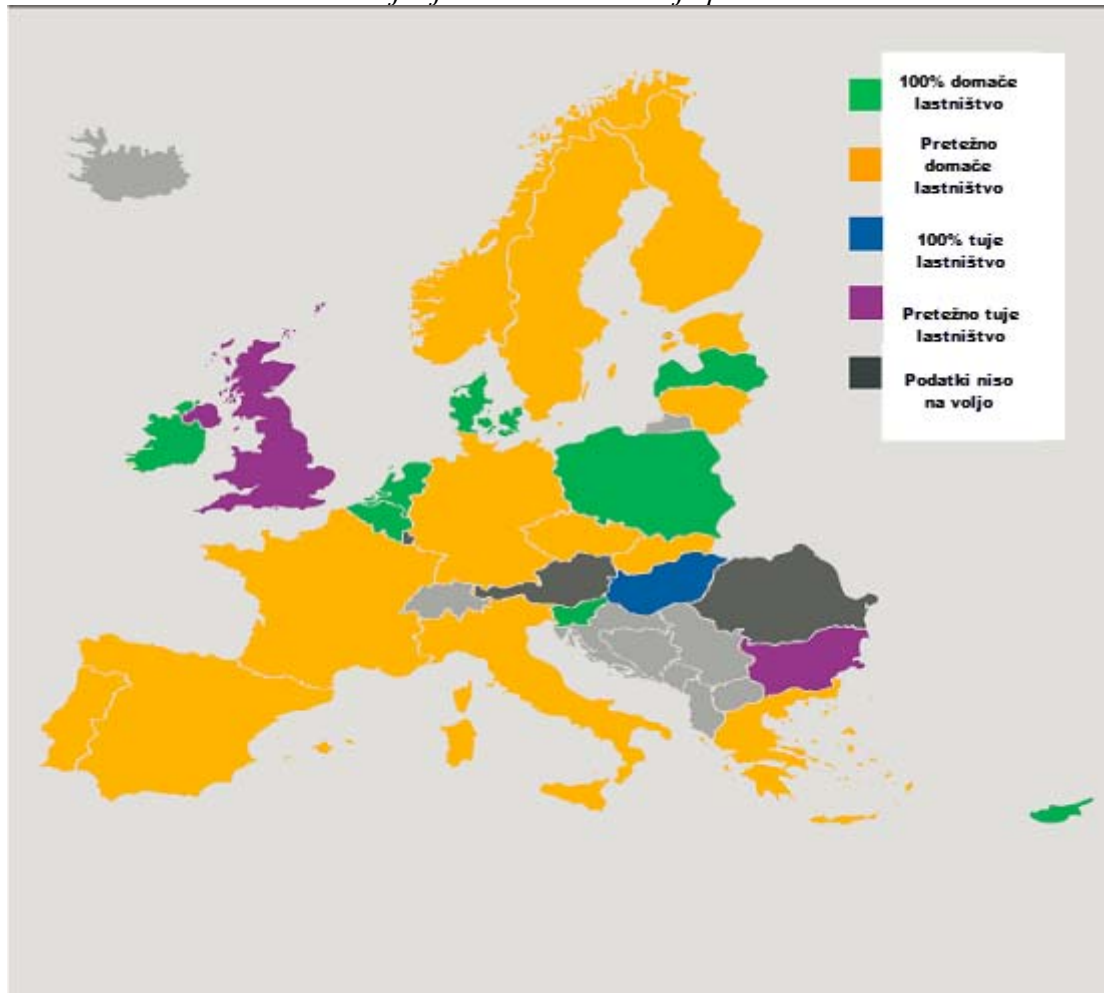 100% domače
lastništvo
Pretežno
domače
lastništvo
100% tuje
lastništvo
Pretežno tuje
lastništvo
Podatki niso
na voljo